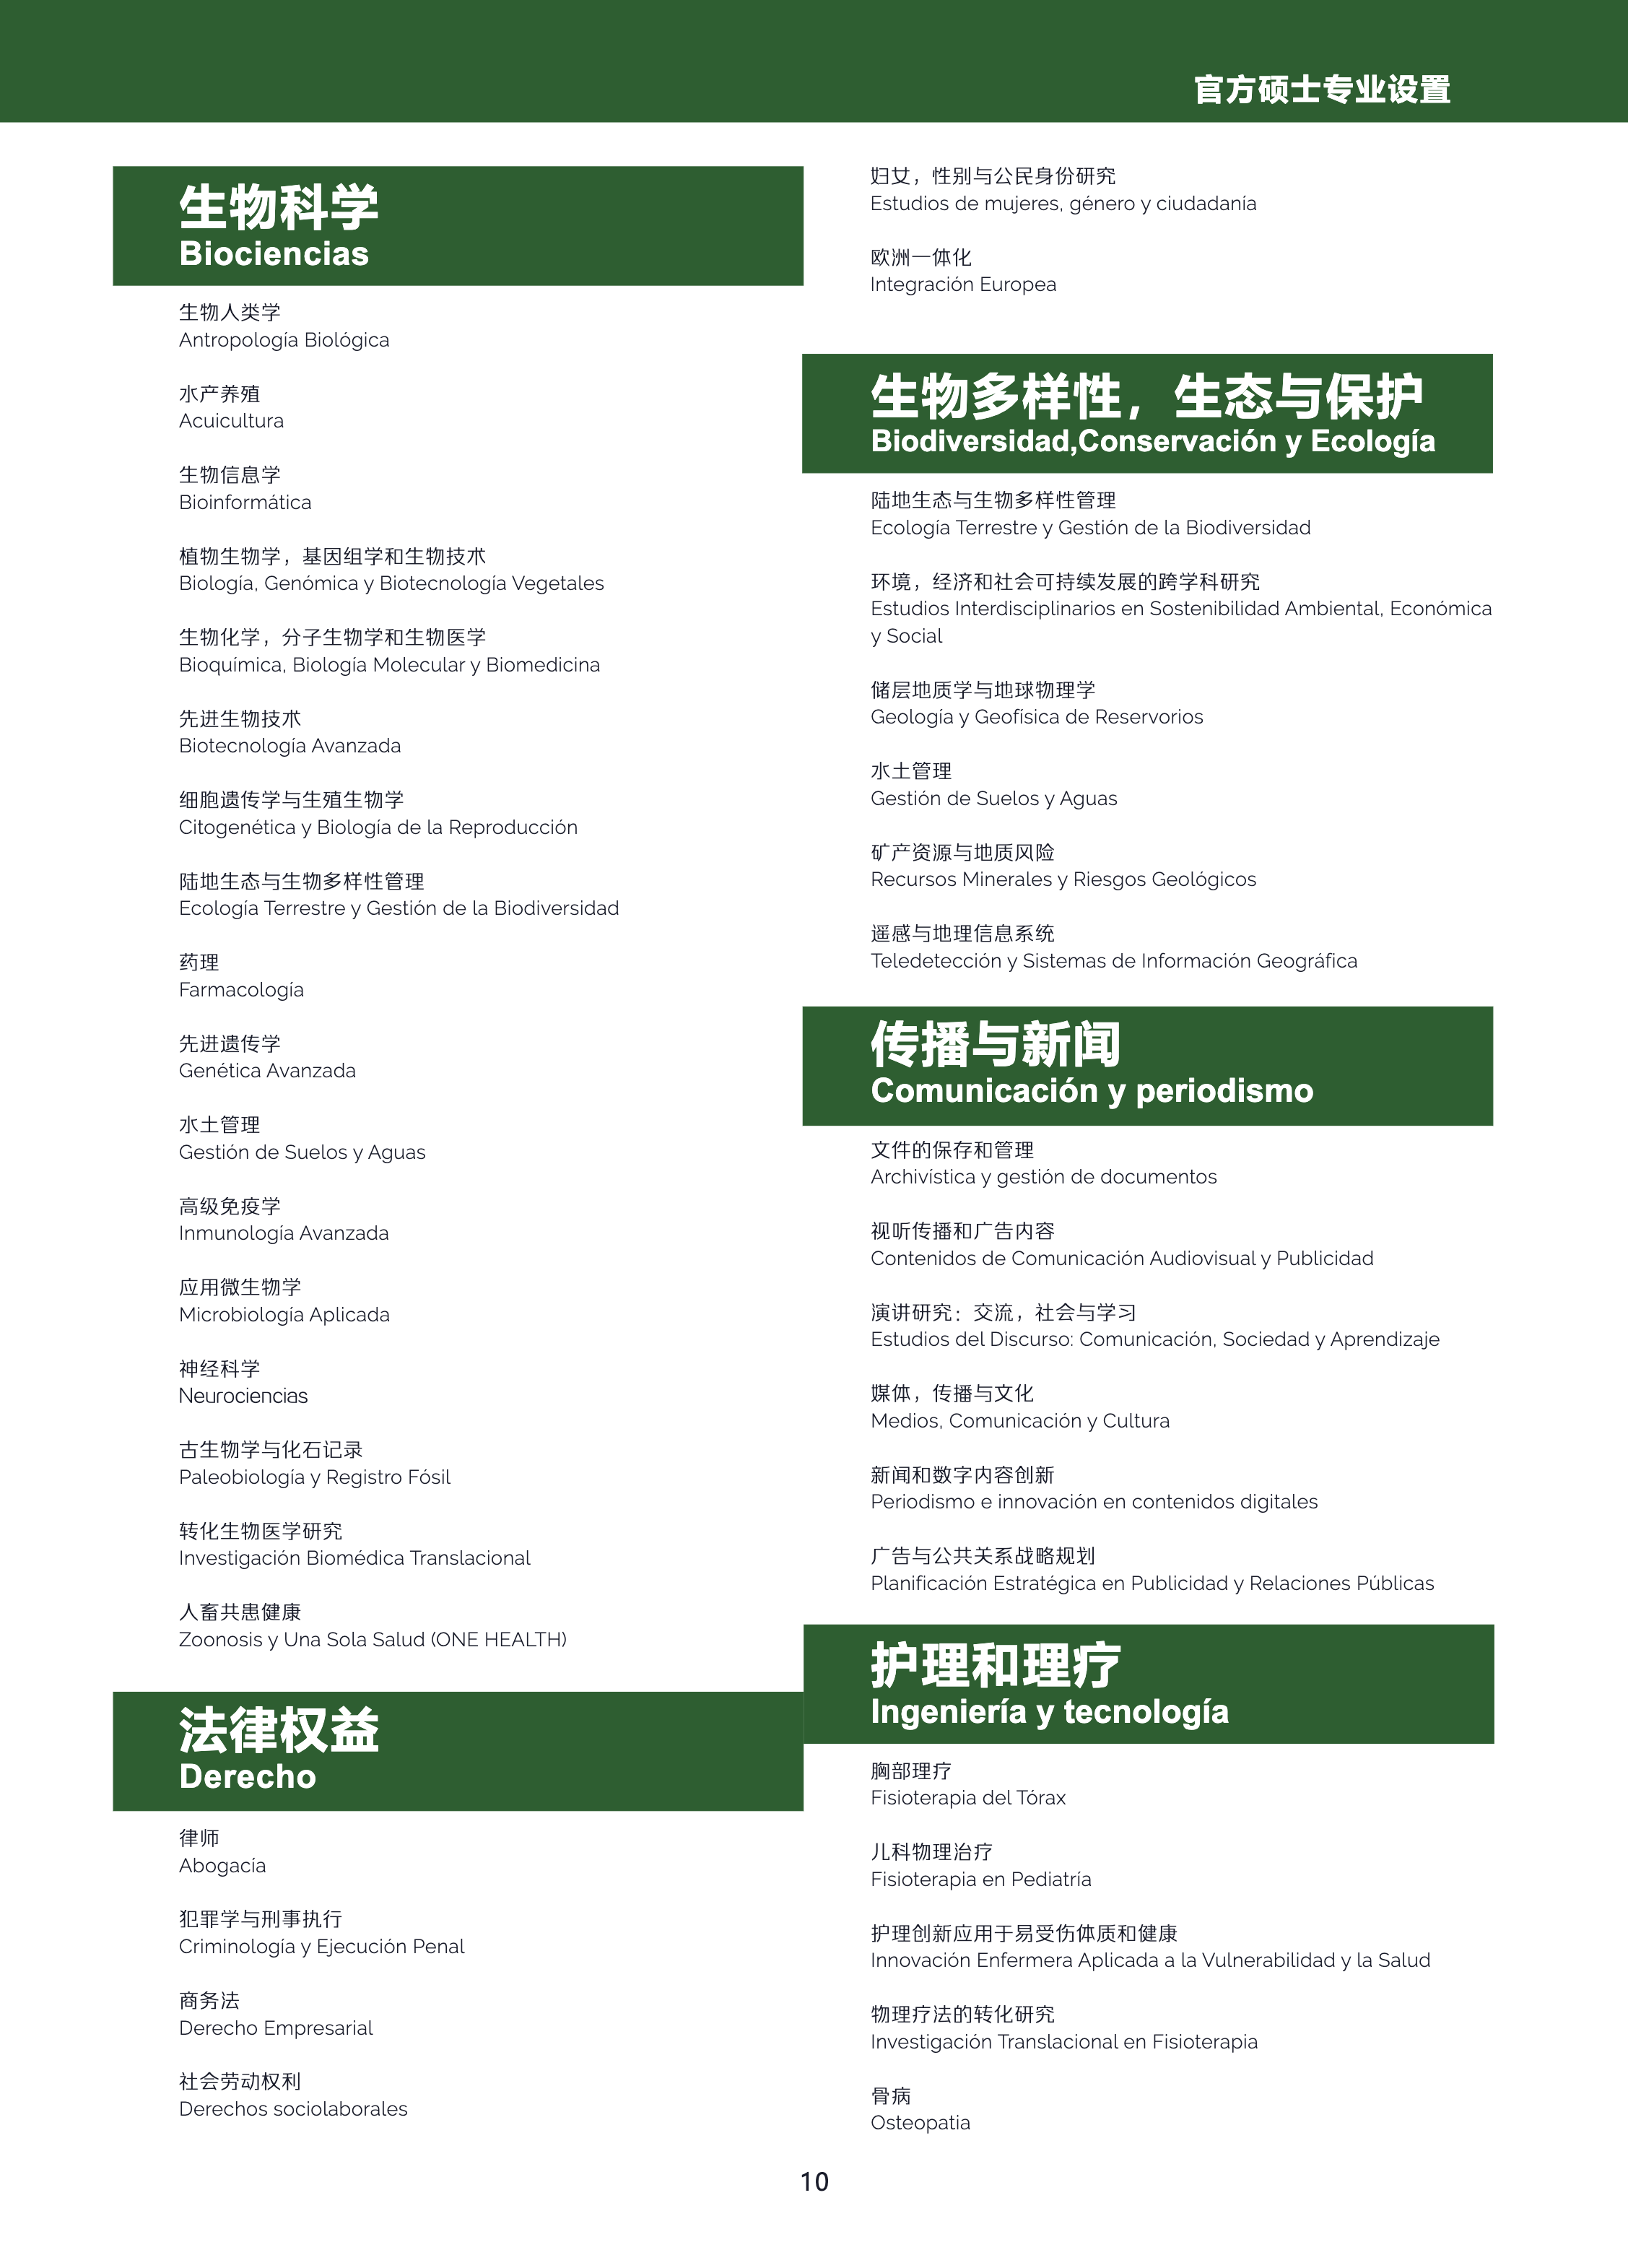 官方硕士专业设置
生物科学
Biociencias
生物人类学
Antropología Biológica
水产养殖
Acuicultura
生物信息学
Bioinformática
植物生物学，基因组学和生物技术
Biología, Genómica y Biotecnología Vegetales
生物化学，分子生物学和生物医学
Bioquímica, Biología Molecular y Biomedicina
先进生物技术
Biotecnología Avanzada
细胞遗传学与生殖生物学
Citogenética y Biología de la Reproducción
陆地生态与生物多样性管理
Ecología Terrestre y Gestión de la Biodiversidad
药理
Farmacología
先进遗传学
Genética Avanzada
水土管理
Gestión de Suelos y Aguas
高级免疫学
Inmunología Avanzada
应用微生物学
Microbiología Aplicada
神经科学
Neurociencias
古生物学与化石记录
Paleobiología y Registro Fósil
转化生物医学研究
Investigación Biomédica Translacional
人畜共患健康
Zoonosis y Una Sola Salud (ONE HEALTH)
法律权益
Derecho
律师
Abogacía
犯罪学与刑事执行
Criminología y Ejecución Penal
商务法
Derecho Empresarial
社会劳动权利
Derechos sociolaborales
妇女，性别与公民身份研究
Estudios de mujeres, género y ciudadanía
欧洲一体化
Integración Europea
生物多样性，生态与保护
Biodiversidad,Conservación y Ecología
陆地生态与生物多样性管理
Ecología Terrestre y Gestión de la Biodiversidad
环境，经济和社会可持续发展的跨学科研究
Estudios Interdisciplinarios en Sostenibilidad Ambiental, Económica
y Social
储层地质学与地球物理学
Geología y Geofísica de Reservorios
水土管理
Gestión de Suelos y Aguas
矿产资源与地质风险
Recursos Minerales y Riesgos Geológicos
遥感与地理信息系统
Teledetección y Sistemas de Información Geográfica
传播与新闻
Comunicación y periodismo
文件的保存和管理
Archivística y gestión de documentos
视听传播和广告内容
Contenidos de Comunicación Audiovisual y Publicidad
演讲研究：交流，社会与学习
Estudios del Discurso: Comunicación, Sociedad y Aprendizaje
媒体，传播与文化
Medios, Comunicación y Cultura
新闻和数字内容创新
Periodismo e innovación en contenidos digitales
广告与公共关系战略规划
Planificación Estratégica en Publicidad y Relaciones Públicas
护理和理疗
Ingeniería y tecnología
胸部理疗
Fisioterapia del Tórax
儿科物理治疗
Fisioterapia en Pediatría
护理创新应用于易受伤体质和健康
Innovación Enfermera Aplicada a la Vulnerabilidad y la Salud
物理疗法的转化研究
Investigación Translacional en Fisioterapia
骨病
Osteopatia
10